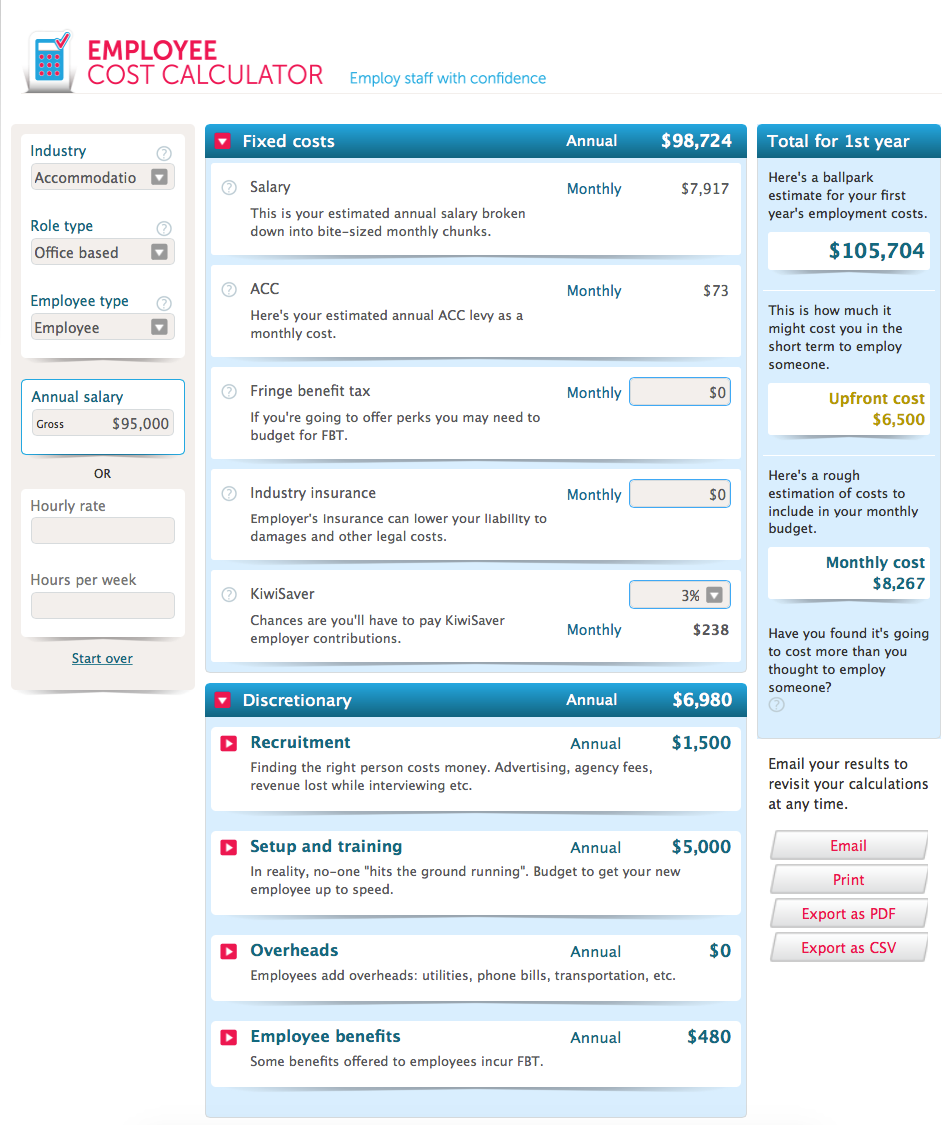 EMPLOYEE
COST CALCULATOR
Employ staff with confidence
Industry ?
Accommodatio
Role type ?
Office based
Employee type ?
Employee
Annual salary
Gross $95,000
OR
Hourly rate
Hours per week
Start over
Fixed costs Annual $98,724
? Salary Monthly $7,917
This is your estimated annual salary broken
down into bite-sized monthly chunks.
? ACC Monthly $73
Here's your estimated annual ACC levy as a
monthly cost.
? Fringe benefit tax Monthly $0
If you're going to offer perks you may need to
budget for FBT.
? Industry insurance Monthly $0
Employer's Insurance can lower your liability to
damages and other legal costs.
? KiwiSaver 3%
Chances are you'll have to pay KiwiSaver
employer contributions.
Monthly $238
Discretionary Annual $6,980
Recruitment Annual $1,500
Finding the right person costs money. Advertising, agency fees,
revenue lost while interviewing etc.
Setup and training Annual $5,000
In reality, no-one "hits the ground running". Budget to get your new
employee up to speed.
Overheads Annual $0
Employees add overheads: utilities, phone bills, transportation, etc.
Employee benefits Annual $480
Some benefits offered to employees incur FBT.
Total for 1st year
Here's a ballpark
estimate for your first
year's employment costs.
$105,704
This is how much it
might cost you in the
short term to employ
someone.
Upfront cost
$6,500
Here's a rough
estimation of costs to
include in your monthly
budget.
Monthly cost
$8,267
Have you found it's going
to cost more than you
thought to employ
someone?
?
Email your results to
revisit your calculations
at any time.
Email
Print
Export as PDF
Export as CSV